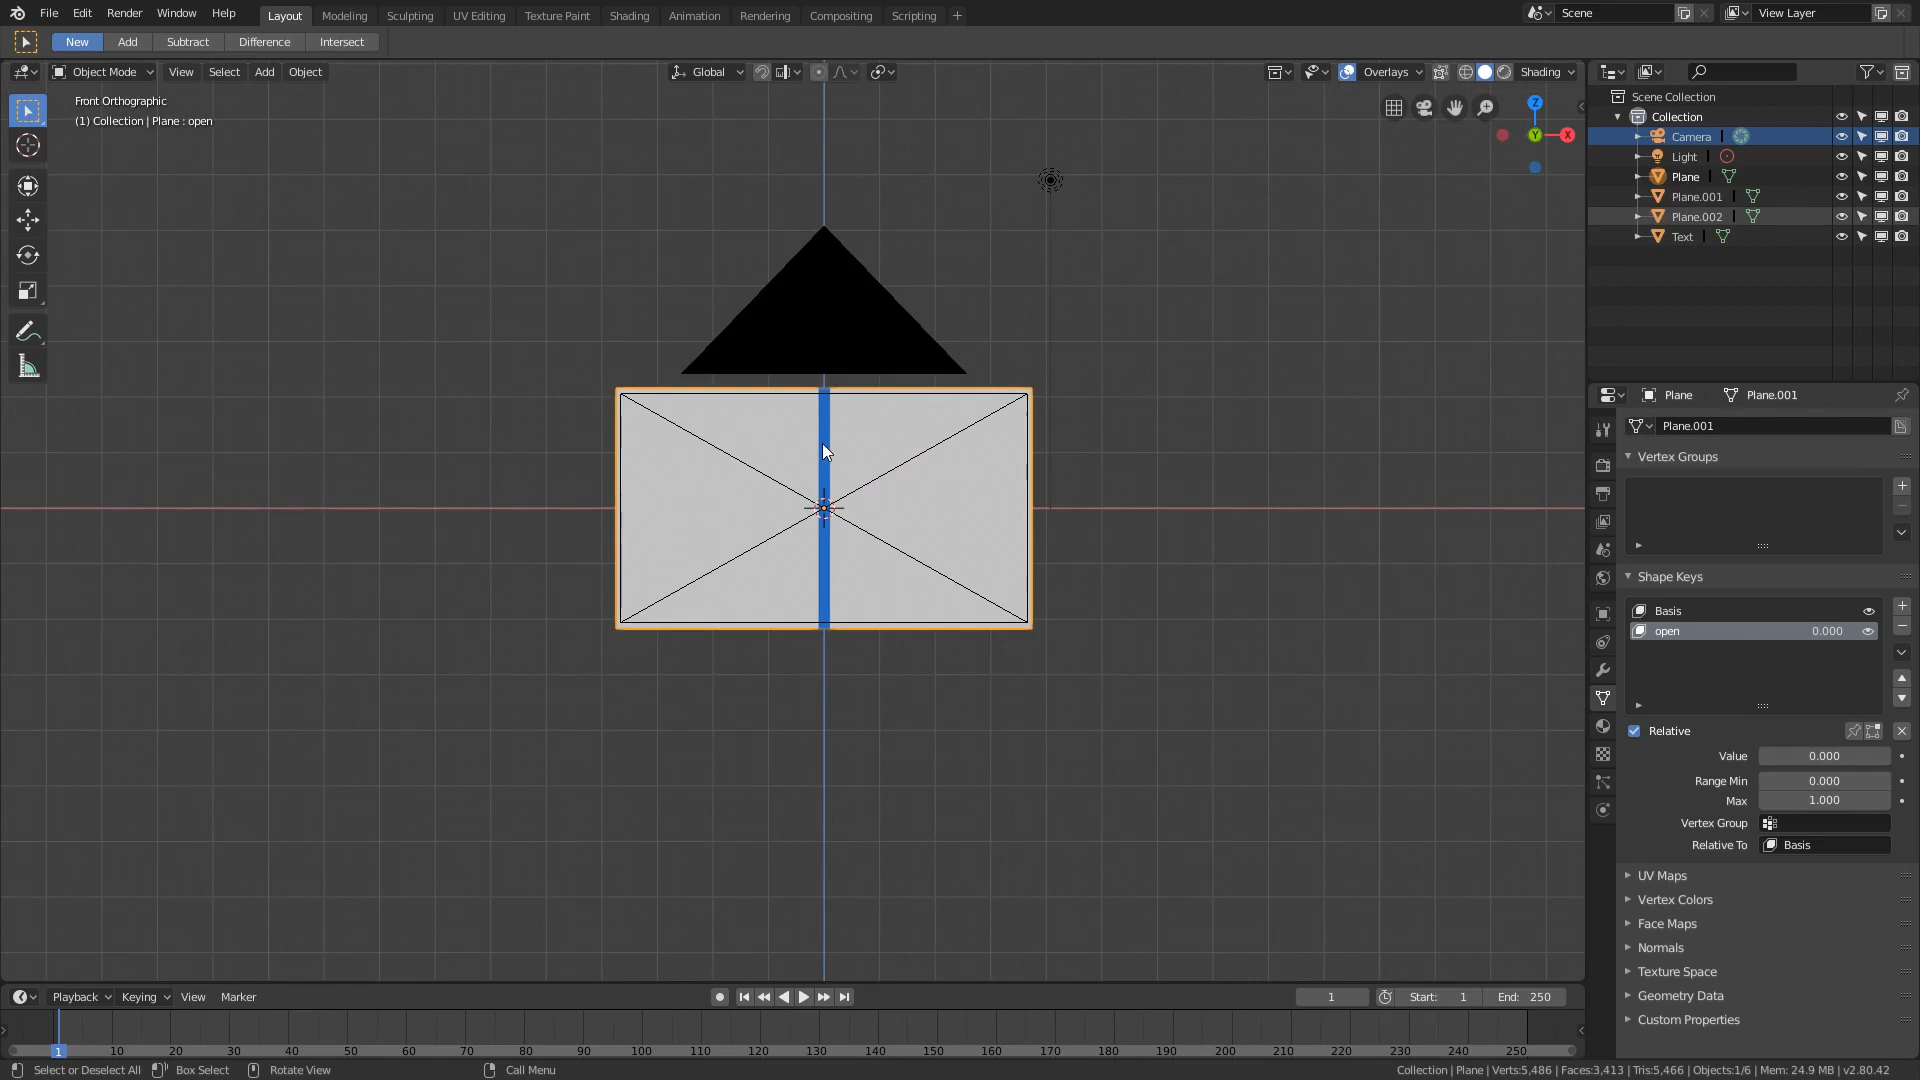 File Edit Render Window Help Layout Modeling Sculpting UV Editing Texture Paint Shading Animation Rendering Compositing Scripting + Scene View Layer
New Add Subtract Difference Intersect
Object Mode View Select Add Object Global Overlays Shading
Front Orthographic
(1) Collection | Plane : open
Z
Y
X
Scene Collection
Collection
Camera
Light
Plane
Plane.001
Plane.002
Text
Plane Plane.001
Plane.001
Vertex Groups
Shape Keys
Basis
open 0.000
Relative
Value 0.000
Range Min 0.000
Max 1.000
Vertex Group
Relative To Basis
UV Maps
Vertex Colors
Face Maps
Normals
Texture Space
Geometry Data
Custom Properties
Playback Keying View Marker 1 Start: 1 End: 250
1 10 20 30 40 50 60 70 80 90 100 110 120 130 140 150 160 170 180 190 200 210 220 230 240 250
Select or Deselect All Box Select Rotate View Call Menu Collection | Plane | Verts:5,486 | Faces:3,413 | Tris:5,466 | Objects:1/6 | Mem: 24.9 MB | v2.80.42